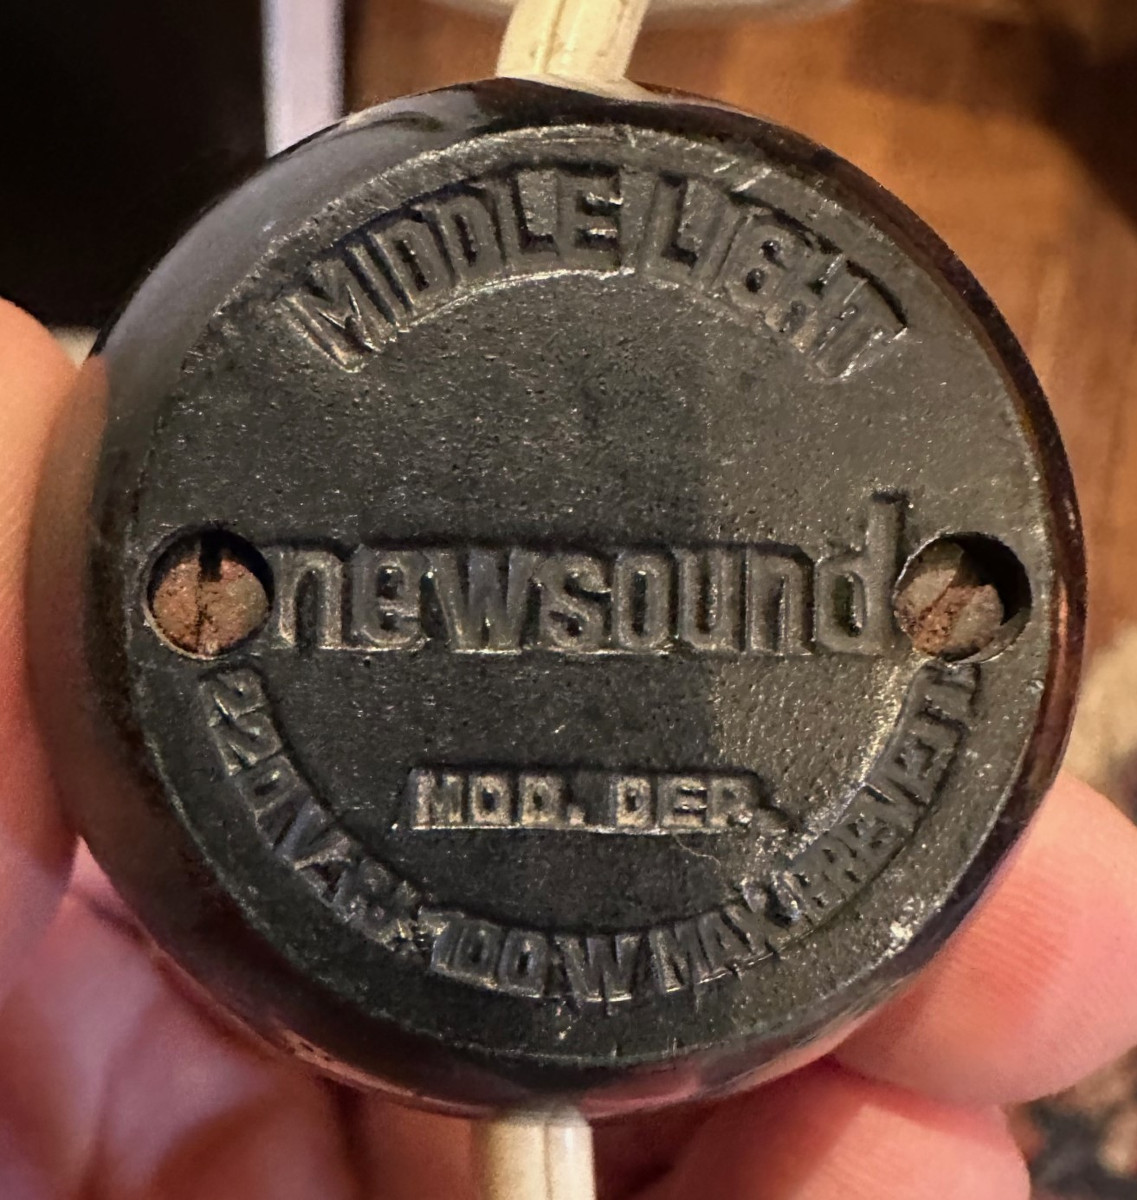 MIDDLE LIGHT
newsound
MOD. DEP.
220 V 100 W MAX BREVETT.